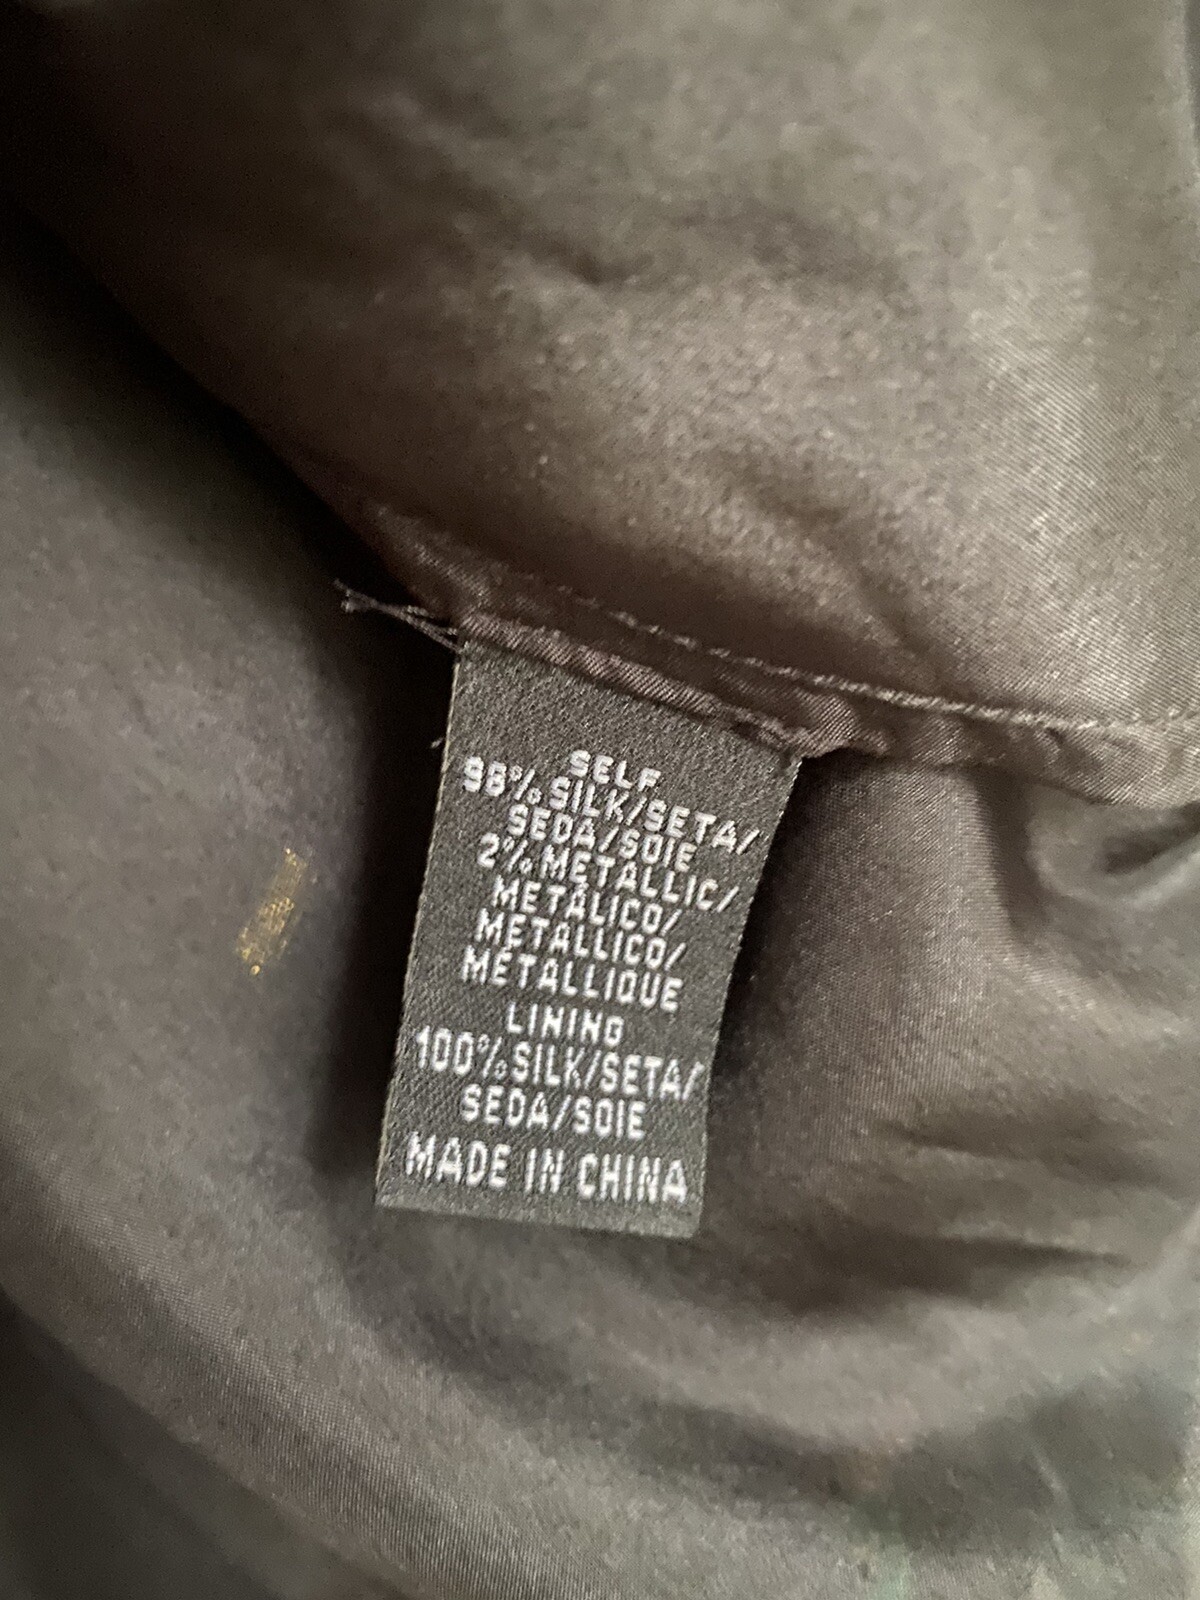 SELF
98% SILK/SETA/
SEDA/SOIE
2% METALLIC/
METÁLICO/
METALLICO/
MÉTALLIQUE
LINING
100% SILK/SETA/
SEDA/SOIE
MADE IN CHINA